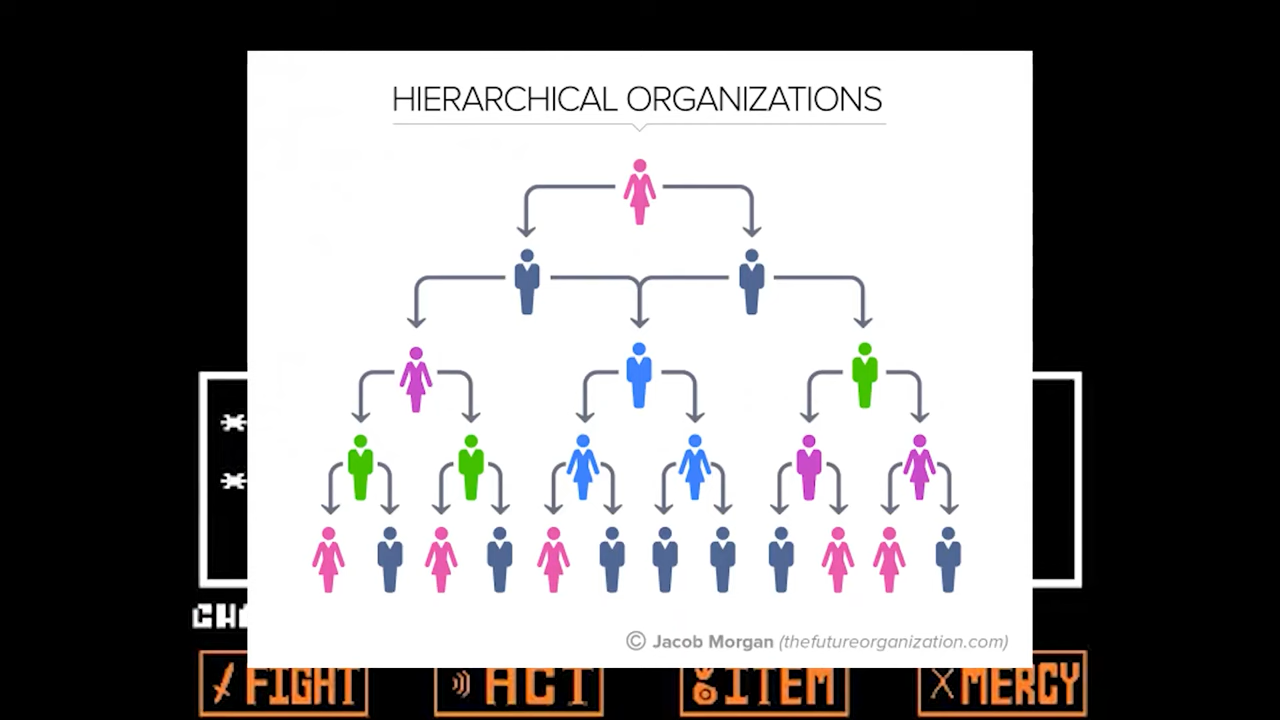 HIERARCHICAL ORGANIZATIONS
*
*
© Jacob Morgan (thefutureorganization.com)
FIGHT ACT ITEM MERCY